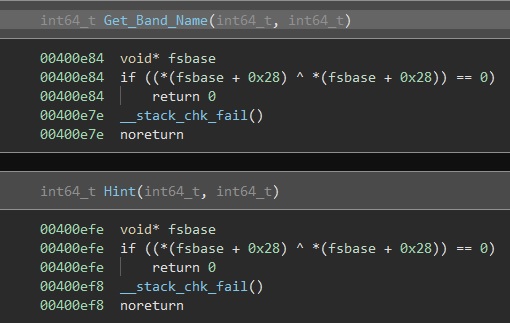 int64_t Get_Band_Name(int64_t, int64_t)
00400e84 void* fsbase
00400e84 if ((*(fsbase + 0x28) ^ *(fsbase + 0x28)) == 0)
00400e84 return 0
00400e7e __stack_chk_fail()
00400e7e noreturn
int64_t Hint(int64_t, int64_t)
00400efe void* fsbase
00400efe if ((*(fsbase + 0x28) ^ *(fsbase + 0x28)) == 0)
00400efe return 0
00400ef8 __stack_chk_fail()
00400ef8 noreturn